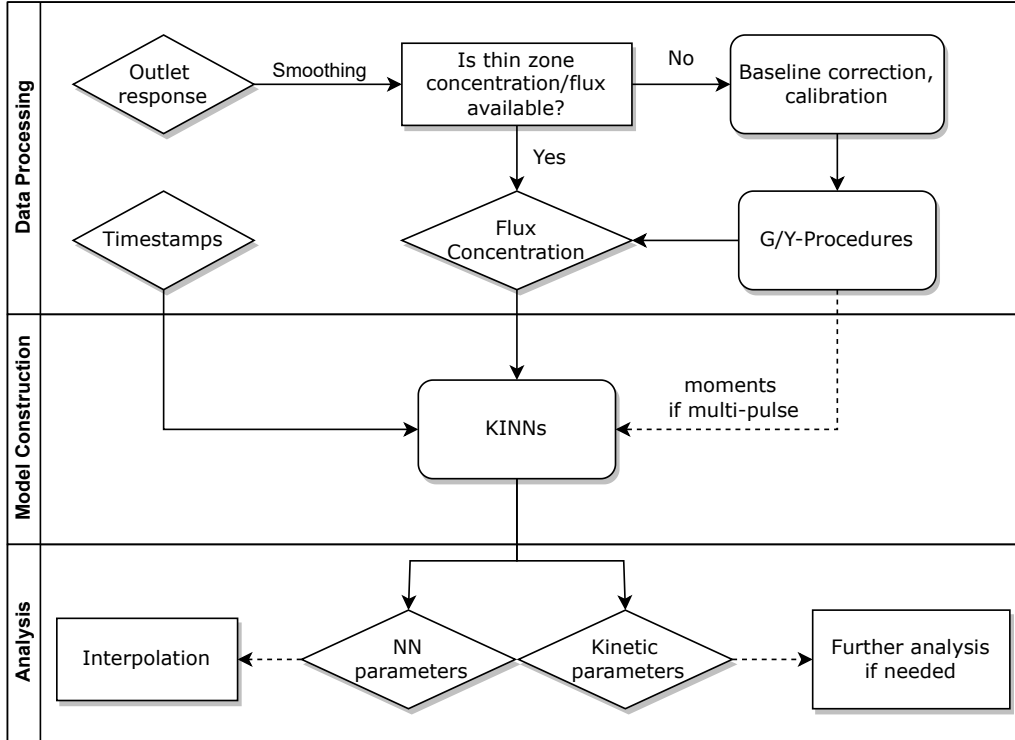 Data Processing
Outlet
response
Smoothing
Is thin zone
concentration/flux
available?
No
Baseline correction,
calibration
Yes
Timestamps
Flux
Concentration
G/Y-Procedures
Model Construction
KINNs
moments
if multi-pulse
Analysis
Interpolation
NN
parameters
Kinetic
parameters
Further analysis
if needed